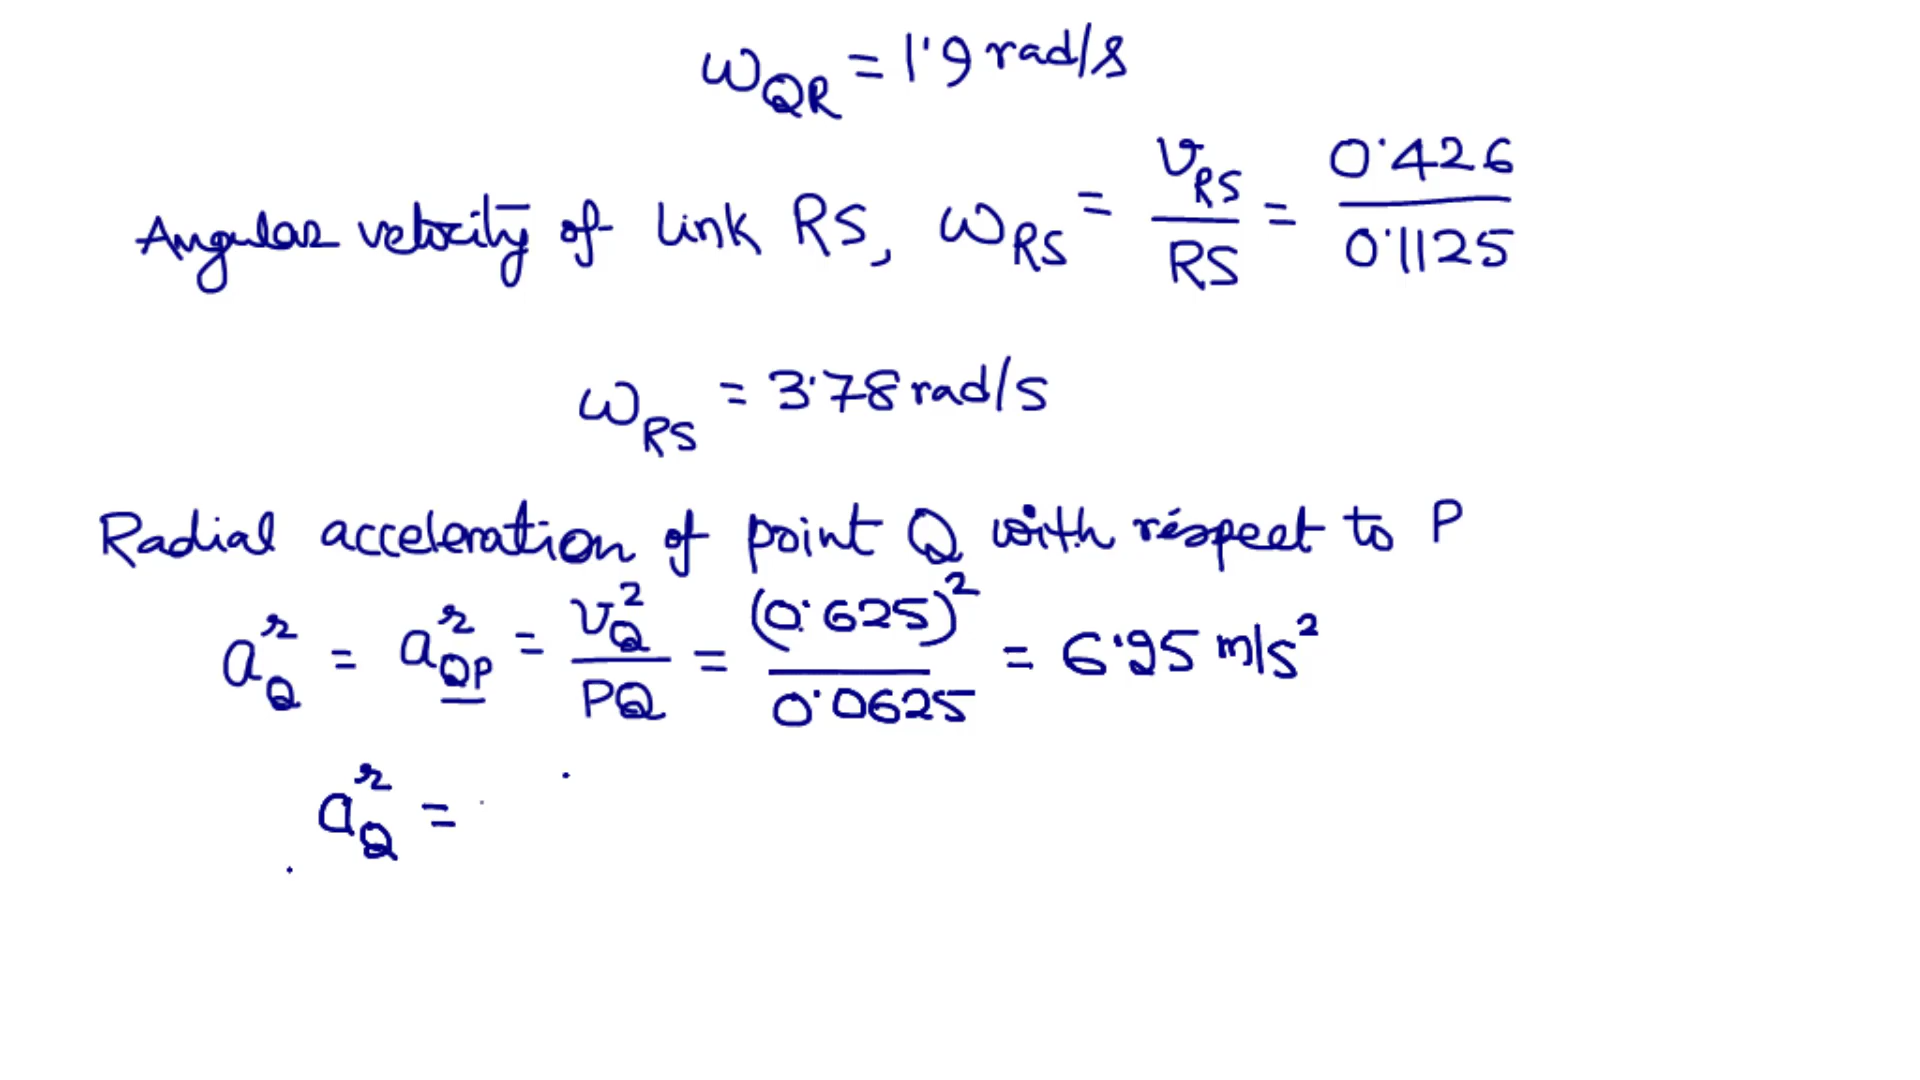 ω_QR = 1.9 rad/s
Angular velocity of link RS, ω_RS = v_RS / RS = 0.426 / 0.1125
ω_RS = 3.78 rad/s
Radial acceleration of point Q with respect to P
a^r_Q = a^r_QP = v_Q^2 / PQ = (0.625)^2 / 0.0625 = 6.25 m/s^2
a^r_Q =